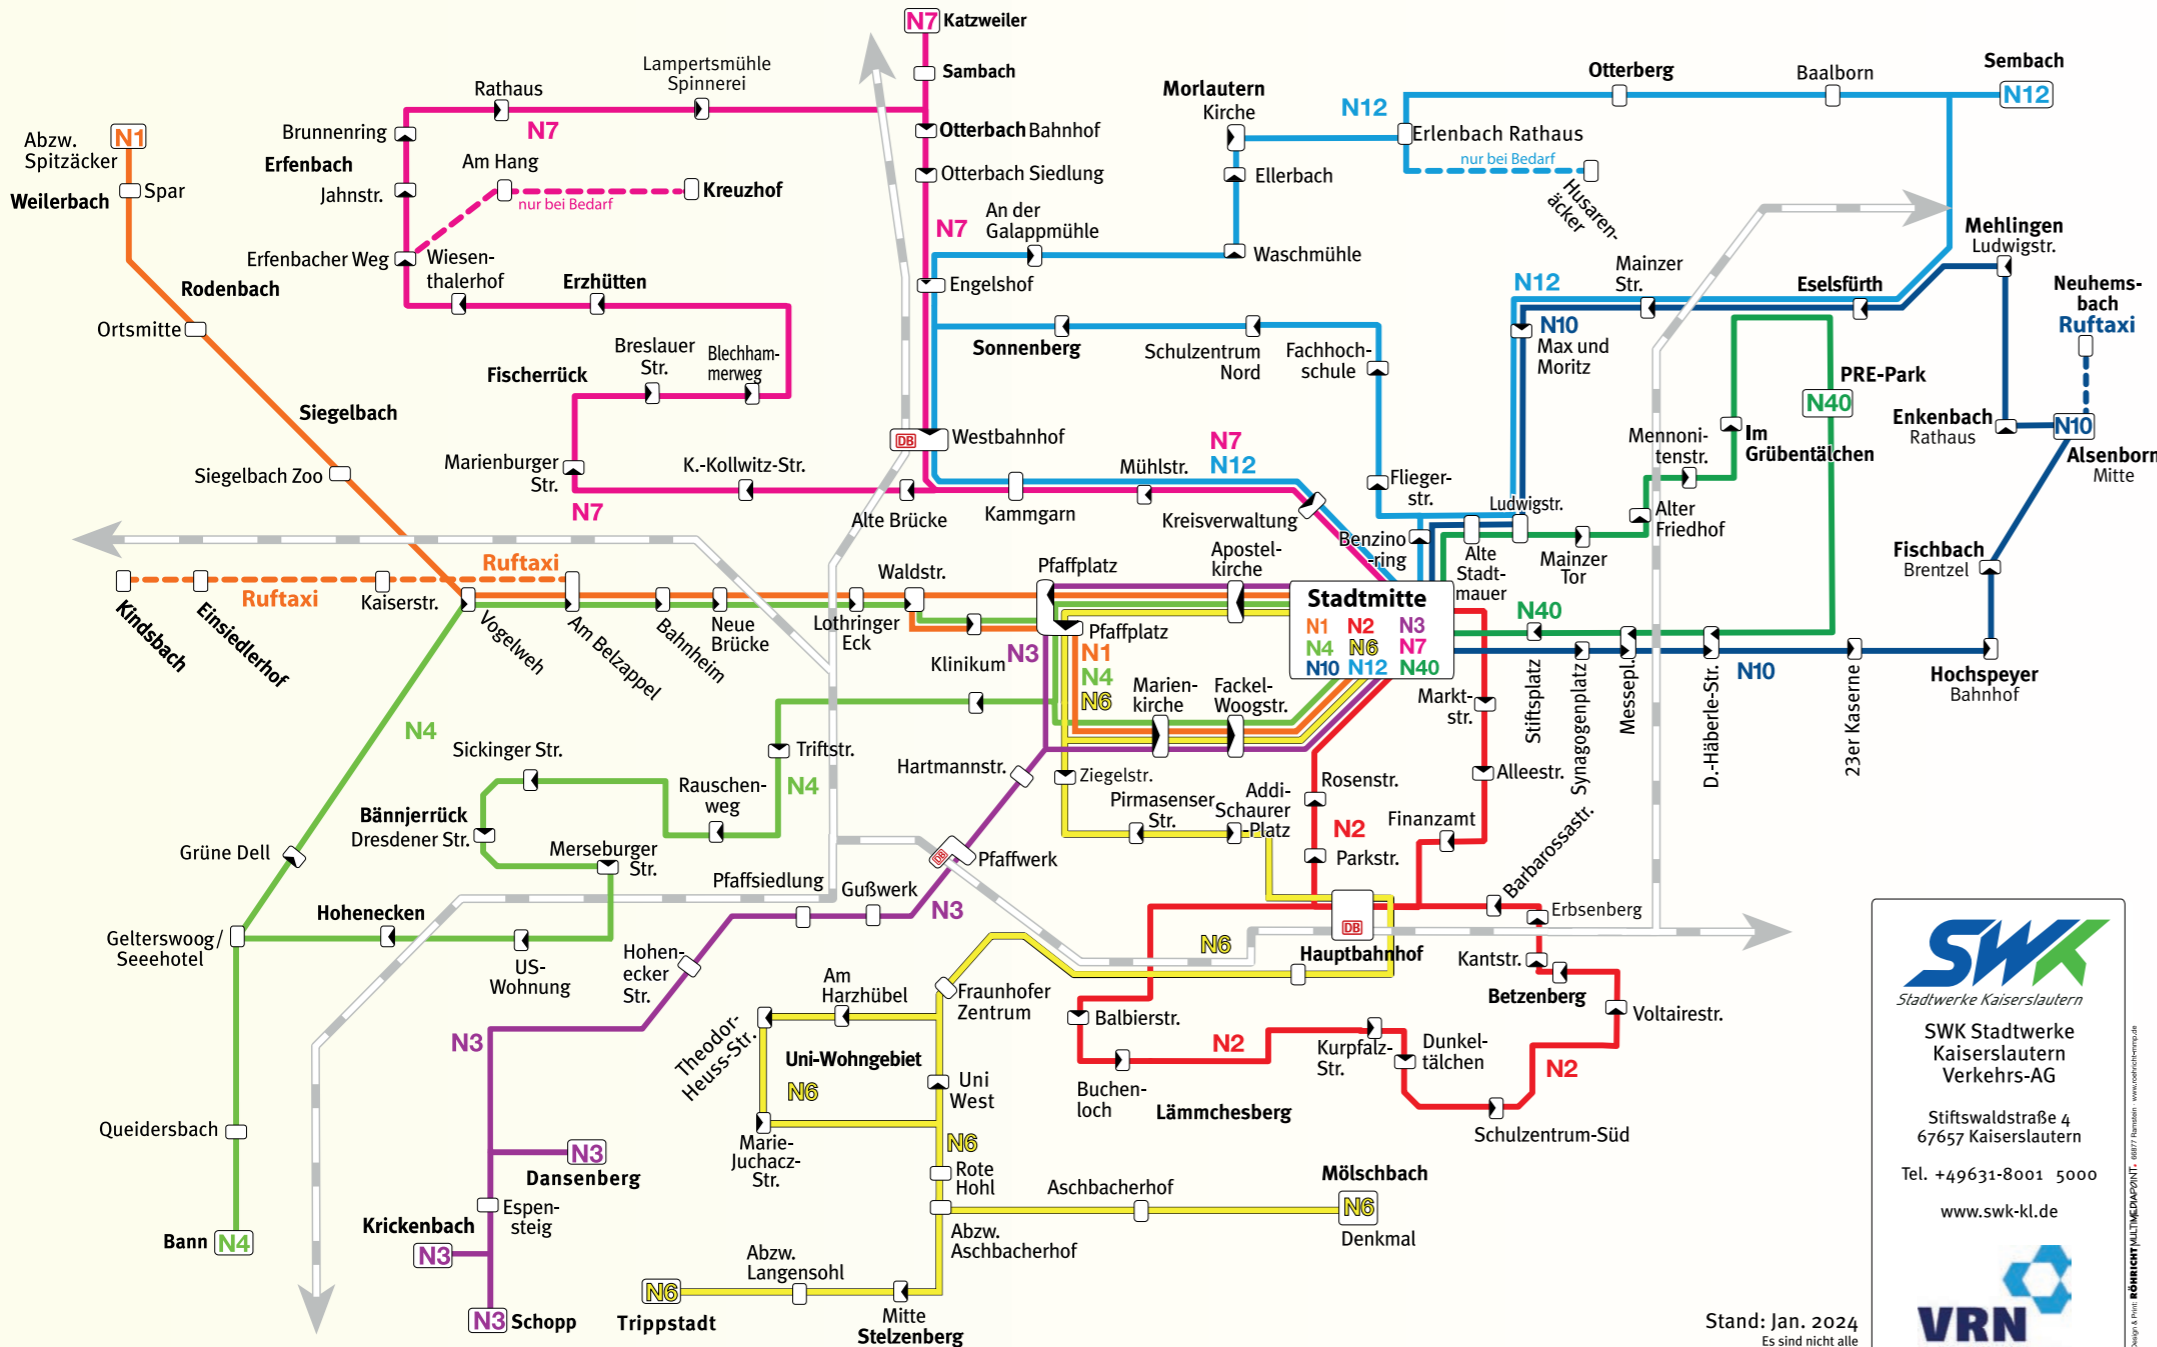 N7 Katzweiler
Sambach
Lampertsmühle
Spinnerei
Rathaus
N7
Brunnenring
Erfenbach
Jahnstr.
Am Hang
nur bei Bedarf
Kreuzhof
Erfenbacher Weg
Wiesen-
thalerhof
Erzhütten
Otterbach Bahnhof
Otterbach Siedlung
N7
Engelshof
An der
Galappmühle
Abzw.
Spitzäcker
N1
Spar
Weilerbach
Rodenbach
Ortsmitte
Siegelbach
Siegelbach Zoo
Fischerrück
Breslauer
Str.
Blechham-
merweg
Marienburger
Str.
K.-Kollwitz-Str.
N7
Alte Brücke
Westbahnhof
DB
Kammgarn
Mühlstr.
N7
N12
Kreisverwaltung
Morlautern
Kirche
Ellerbach
Waschmühle
N12
Erlenbach Rathaus
nur bei Bedarf
Husaren-
äcker
Otterberg
Baalborn
Sembach
N12
Sonnenberg
Schulzentrum
Nord
Fachhoch-
schule
Flieger-
str.
Benzino
-ring
N12
N10
Max und
Moritz
Mainzer
Str.
Eselsfürth
Mehlingen
Ludwigstr.
Neuhems-
bach
Ruftaxi
PRE-Park
N40
Enkenbach
Rathaus
N10
Alsenborn
Mitte
Mennoni-
tenstr.
Im
Grübentälchen
Ludwigstr.
Alte
Stadt-
mauer
Mainzer
Tor
Alter
Friedhof
Fischbach
Brentzel
Hochspeyer
Bahnhof
Ruftaxi
Ruftaxi
Kindsbach
Einsiedlerhof
Kaiserstr.
Vogelweh
Am Belzappel
Bahnheim
Neue
Brücke
Lothringer
Eck
Waldstr.
Klinikum
Pfaffplatz
Pfaffplatz
Apostel-
kirche
Stadtmitte
N1 N2 N3
N4 N6 N7
N10 N12 N40
N40
Stiftsplatz
Synagogenplatz
Messepl.
D.-Häberle-Str.
N10
23er Kaserne
N3
N1
N4
N6
Marien-
kirche
Fackel-
Woogstr.
Markt-
str.
Alleestr.
Finanzamt
Rosenstr.
N2
Parkstr.
Ziegelstr.
Pirmasenser
Str.
Addi-
Schaurer
-Platz
N4
Sickinger Str.
Bännjerrück
Dresdener Str.
Merseburger
Str.
Rauschen-
weg
Triftstr.
N4
Hartmannstr.
DB
Pfaffwerk
Grüne Dell
Gelterswoog/
Seeehotel
Hohenecken
US-
Wohnung
Pfaffsiedlung
Gußwerk
N3
Hohen-
ecker
Str.
Queidersbach
Bann N4
N3
N3
Dansenberg
Espen-
steig
Krickenbach
N3
N3 Schopp
N6
Fraunhofer
Zentrum
Am
Harzhübel
Theodor-
Heuss-Str.
Uni-Wohngebiet
N6
Uni
West
N6
Marie-
Juchacz-
Str.
Rote
Hohl
Aschbacherhof
Mölschbach
N6
Denkmal
Abzw.
Aschbacherhof
Abzw.
Langensohl
N6
Trippstadt
Mitte
Stelzenberg
Barbarossastr.
Erbsenberg
DB
Hauptbahnhof
Kantstr.
Betzenberg
Voltairestr.
Balbierstr.
Buchen-
loch
N2
Lämmchesberg
Kurpfalz-
Str.
Dunkel-
tälchen
N2
Schulzentrum-Süd
SWK
Stadtwerke Kaiserslautern
SWK Stadtwerke
Kaiserslautern
Verkehrs-AG
Stiftswaldstraße 4
67657 Kaiserslautern
Tel. +49631-8001 5000
www.swk-kl.de
VRN
Stand: Jan. 2024
Es sind nicht alle